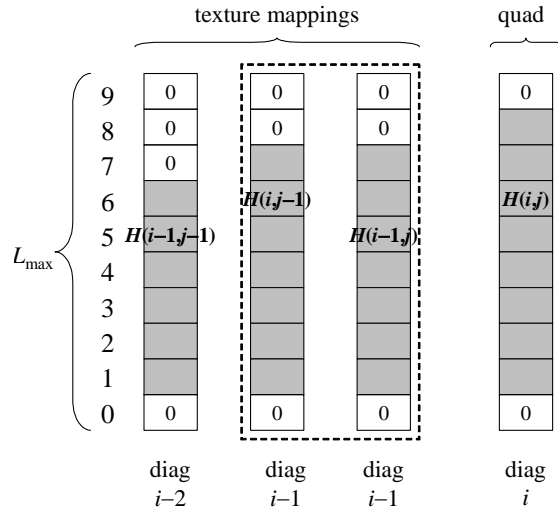 texture mappings quad
9 0 0 0 0
8 0 0 0
7 0
6 H(i,j−1) H(i,j)
5 H(i−1,j−1) H(i−1,j)
L max
4
3
2
1
0 0 0 0 0
diag diag diag diag
i−2 i−1 i−1 i